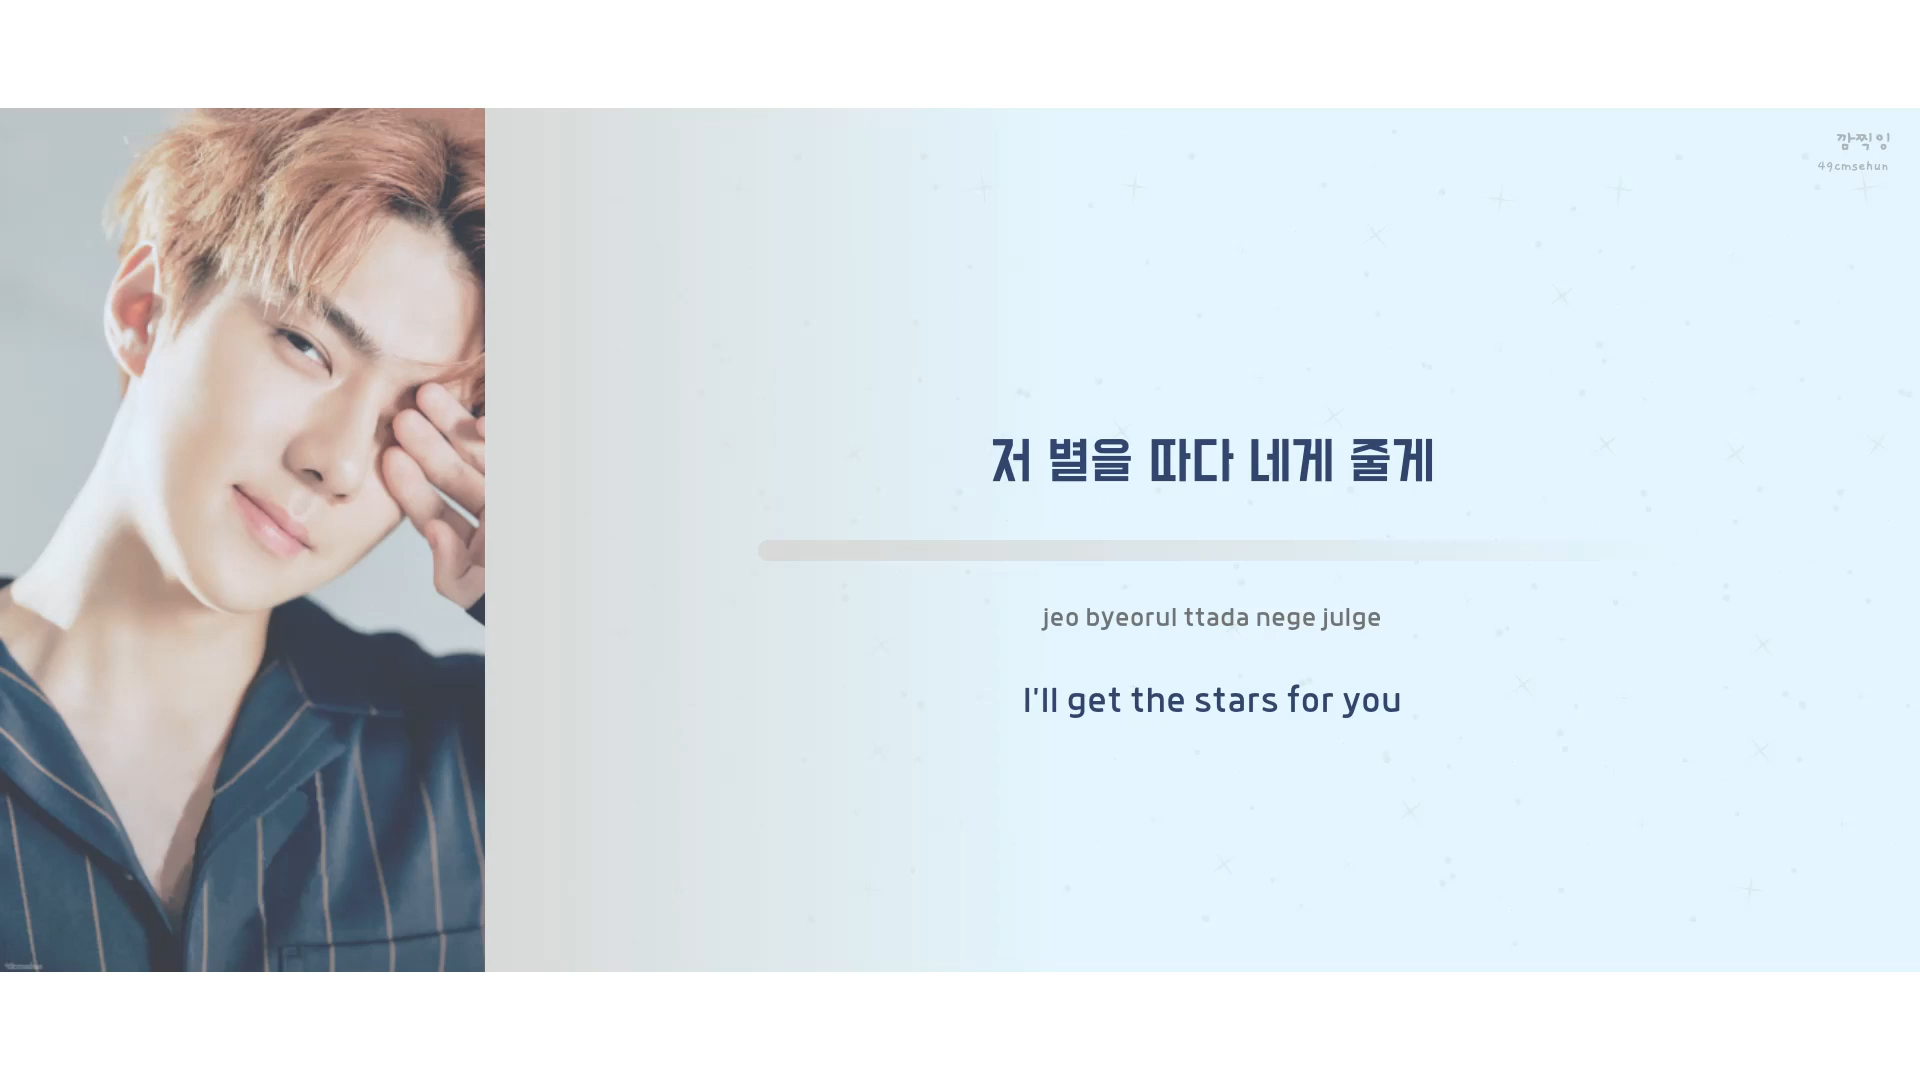 깜찍잉
49cmsehun
저 별을 따다 네게 줄게
jeo byeorul ttada nege julge
I'll get the stars for you